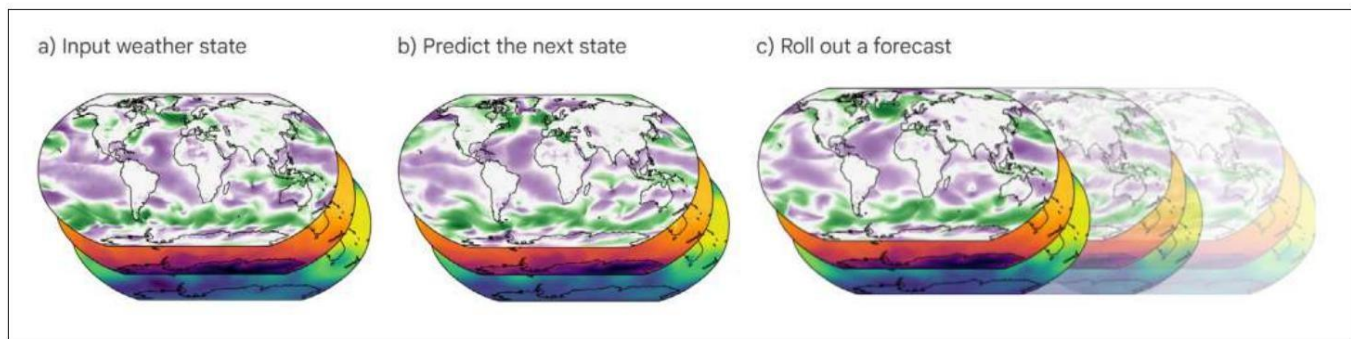 a) Input weather state
b) Predict the next state
c) Roll out a forecast